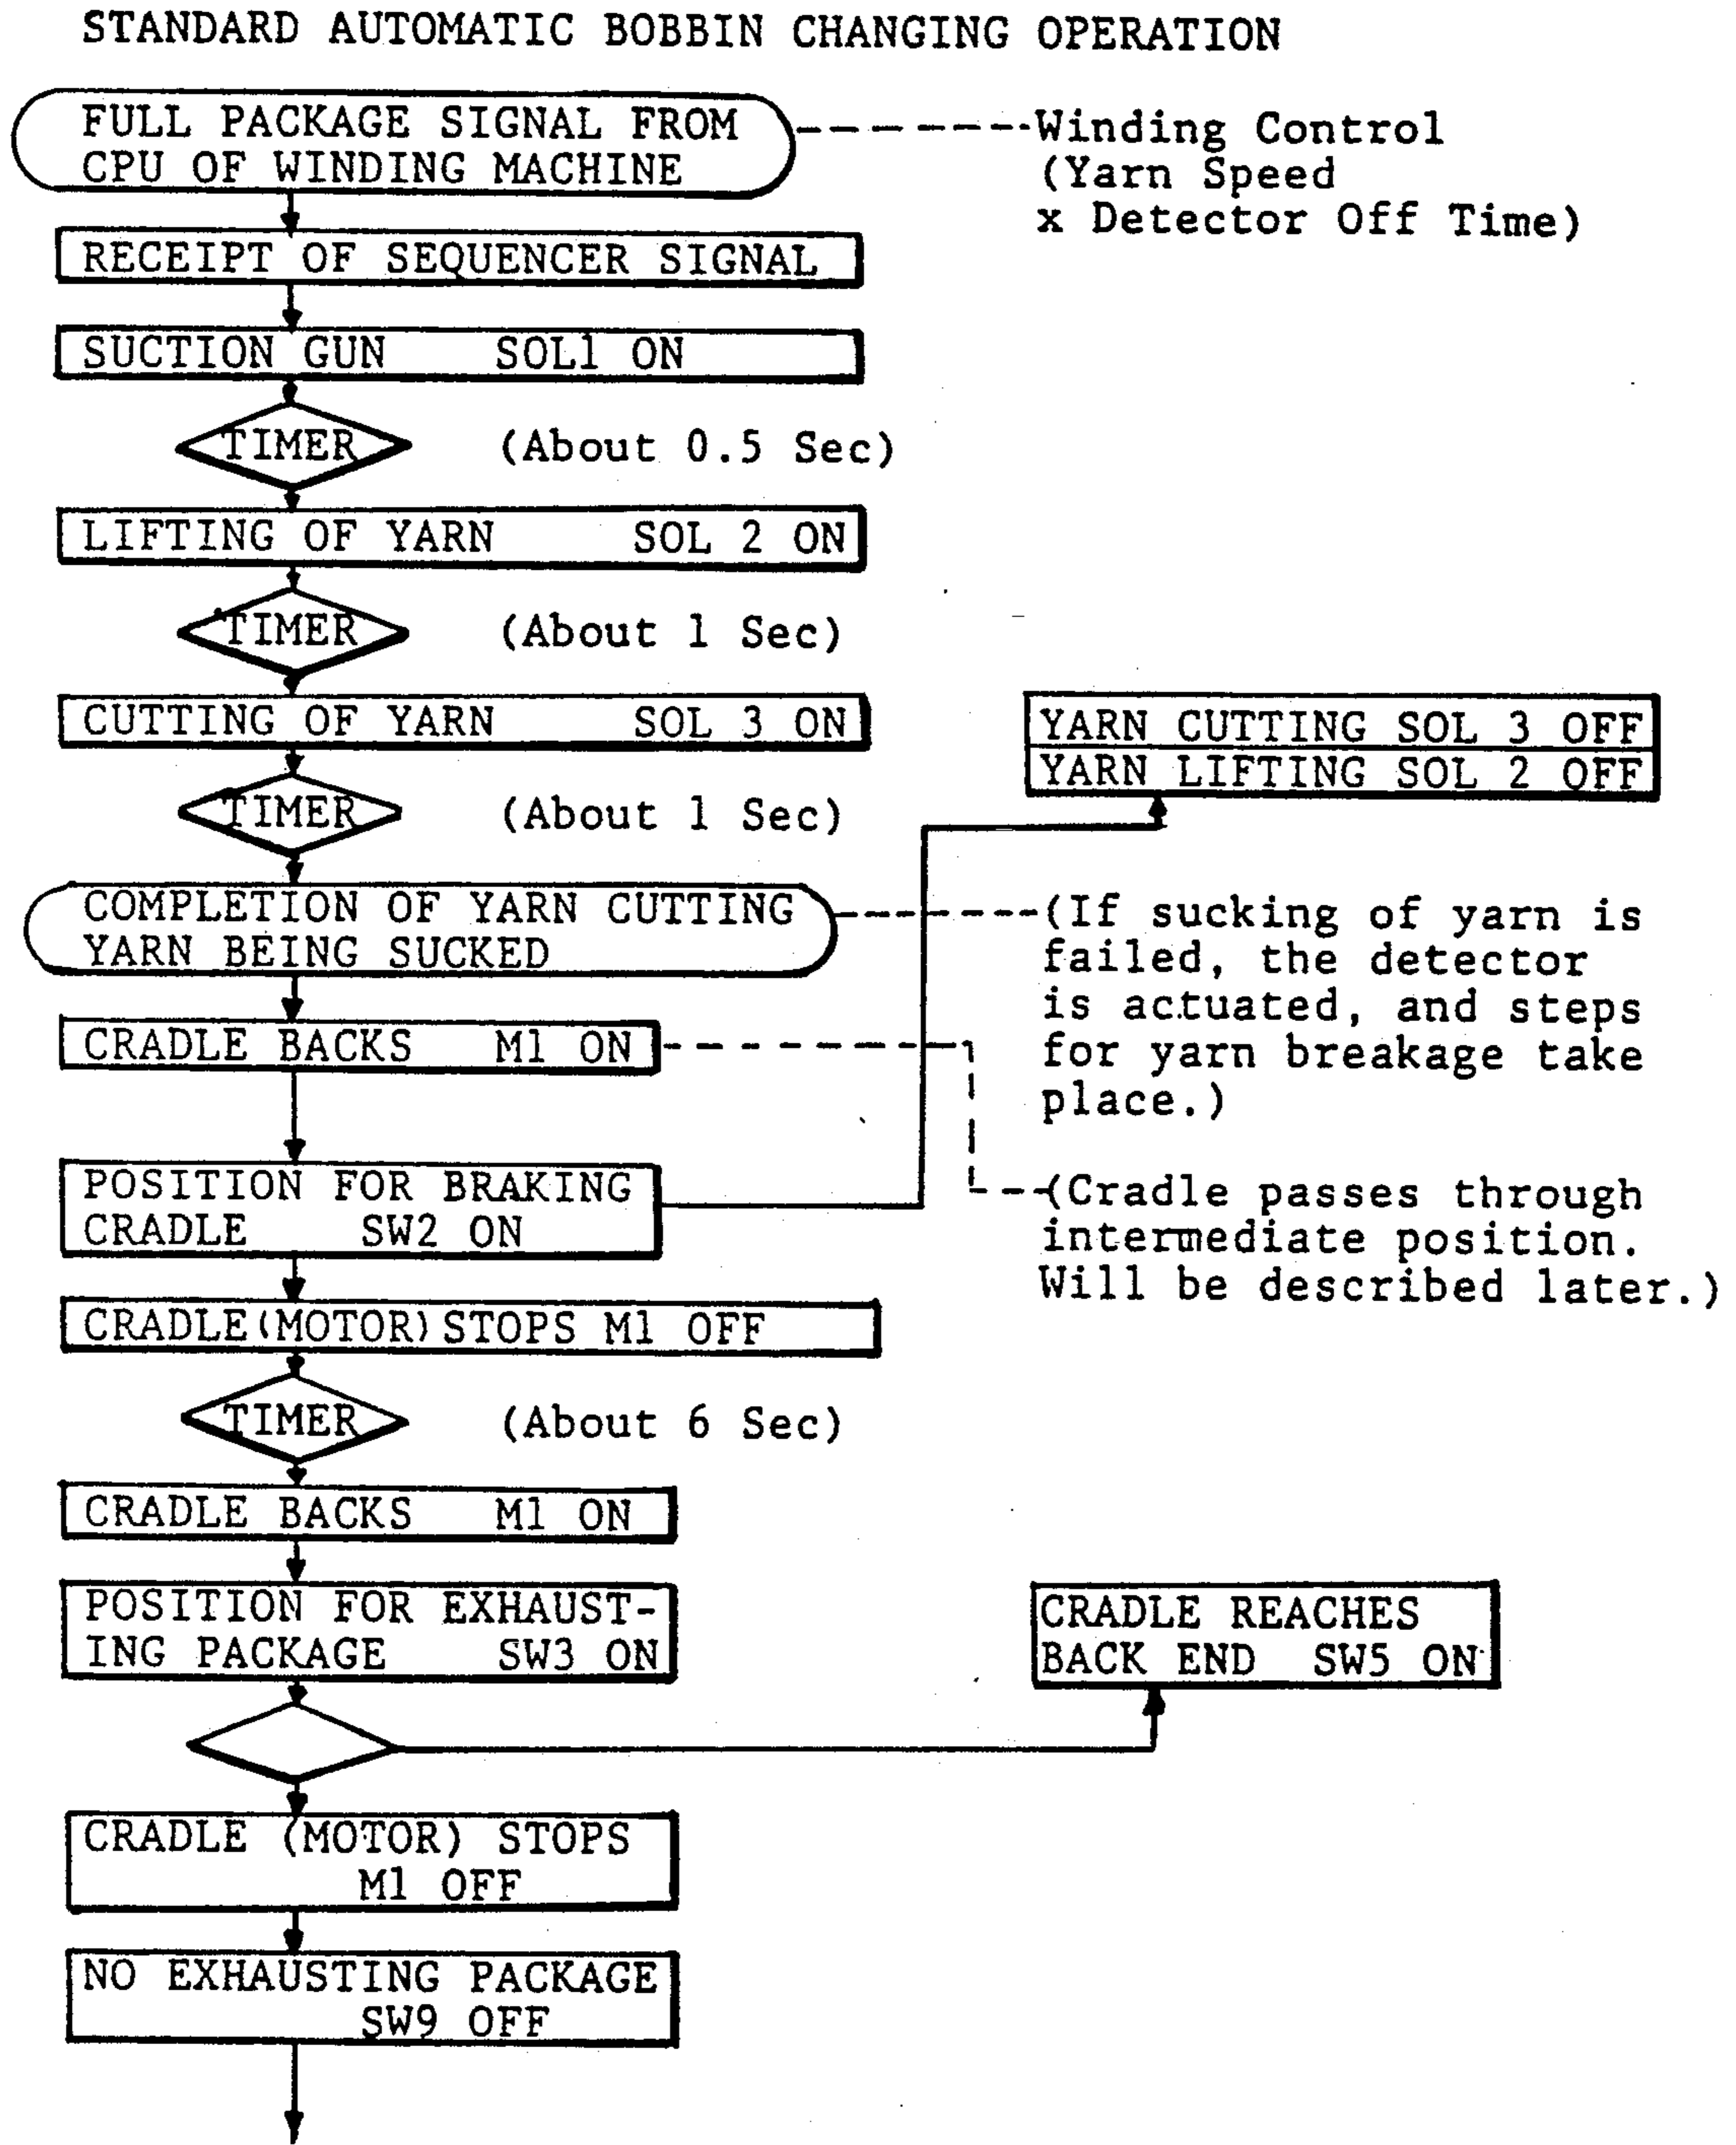 STANDARD AUTOMATIC BOBBIN CHANGING OPERATION
FULL PACKAGE SIGNAL FROM
CPU OF WINDING MACHINE
Winding Control
(Yarn Speed
x Detector Off Time)
RECEIPT OF SEQUENCER SIGNAL
SUCTION GUN SOL1 ON
TIMER (About 0.5 Sec)
LIFTING OF YARN SOL 2 ON
TIMER (About 1 Sec)
CUTTING OF YARN SOL 3 ON
YARN CUTTING SOL 3 OFF
YARN LIFTING SOL 2 OFF
TIMER (About 1 Sec)
COMPLETION OF YARN CUTTING
YARN BEING SUCKED
(If sucking of yarn is
failed, the detector
is actuated, and steps
for yarn breakage take
place.)
CRADLE BACKS M1 ON
POSITION FOR BRAKING
CRADLE SW2 ON
(Cradle passes through
intermediate position.
Will be described later.)
CRADLE(MOTOR)STOPS M1 OFF
TIMER (About 6 Sec)
CRADLE BACKS M1 ON
POSITION FOR EXHAUST-
ING PACKAGE SW3 ON
CRADLE REACHES
BACK END SW5 ON
CRADLE (MOTOR) STOPS
M1 OFF
NO EXHAUSTING PACKAGE
SW9 OFF